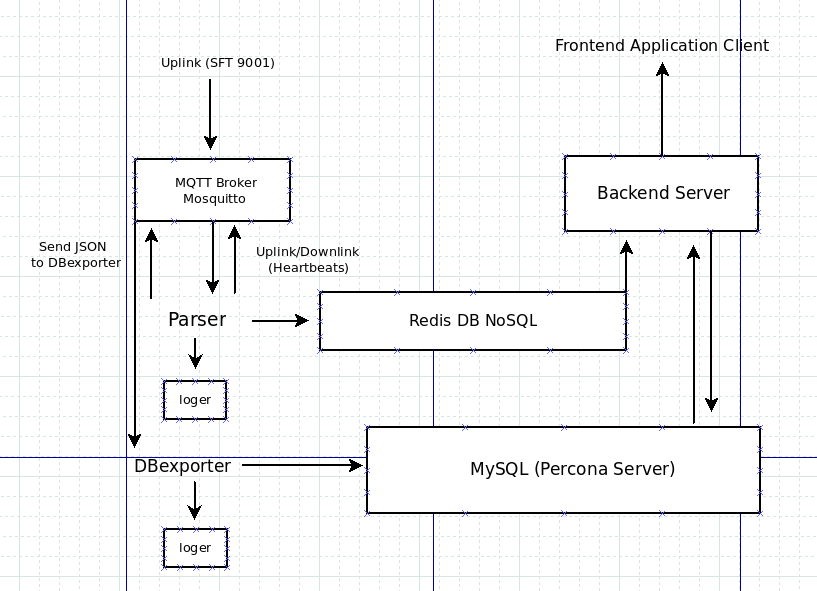 Frontend Application Client
Uplink (SFT 9001)
MQTT Broker
Mosquitto
Backend Server
Send JSON
to DBexporter
Uplink/Downlink
(Heartbeats)
Parser
Redis DB NoSQL
loger
DBexporter
MySQL (Percona Server)
loger